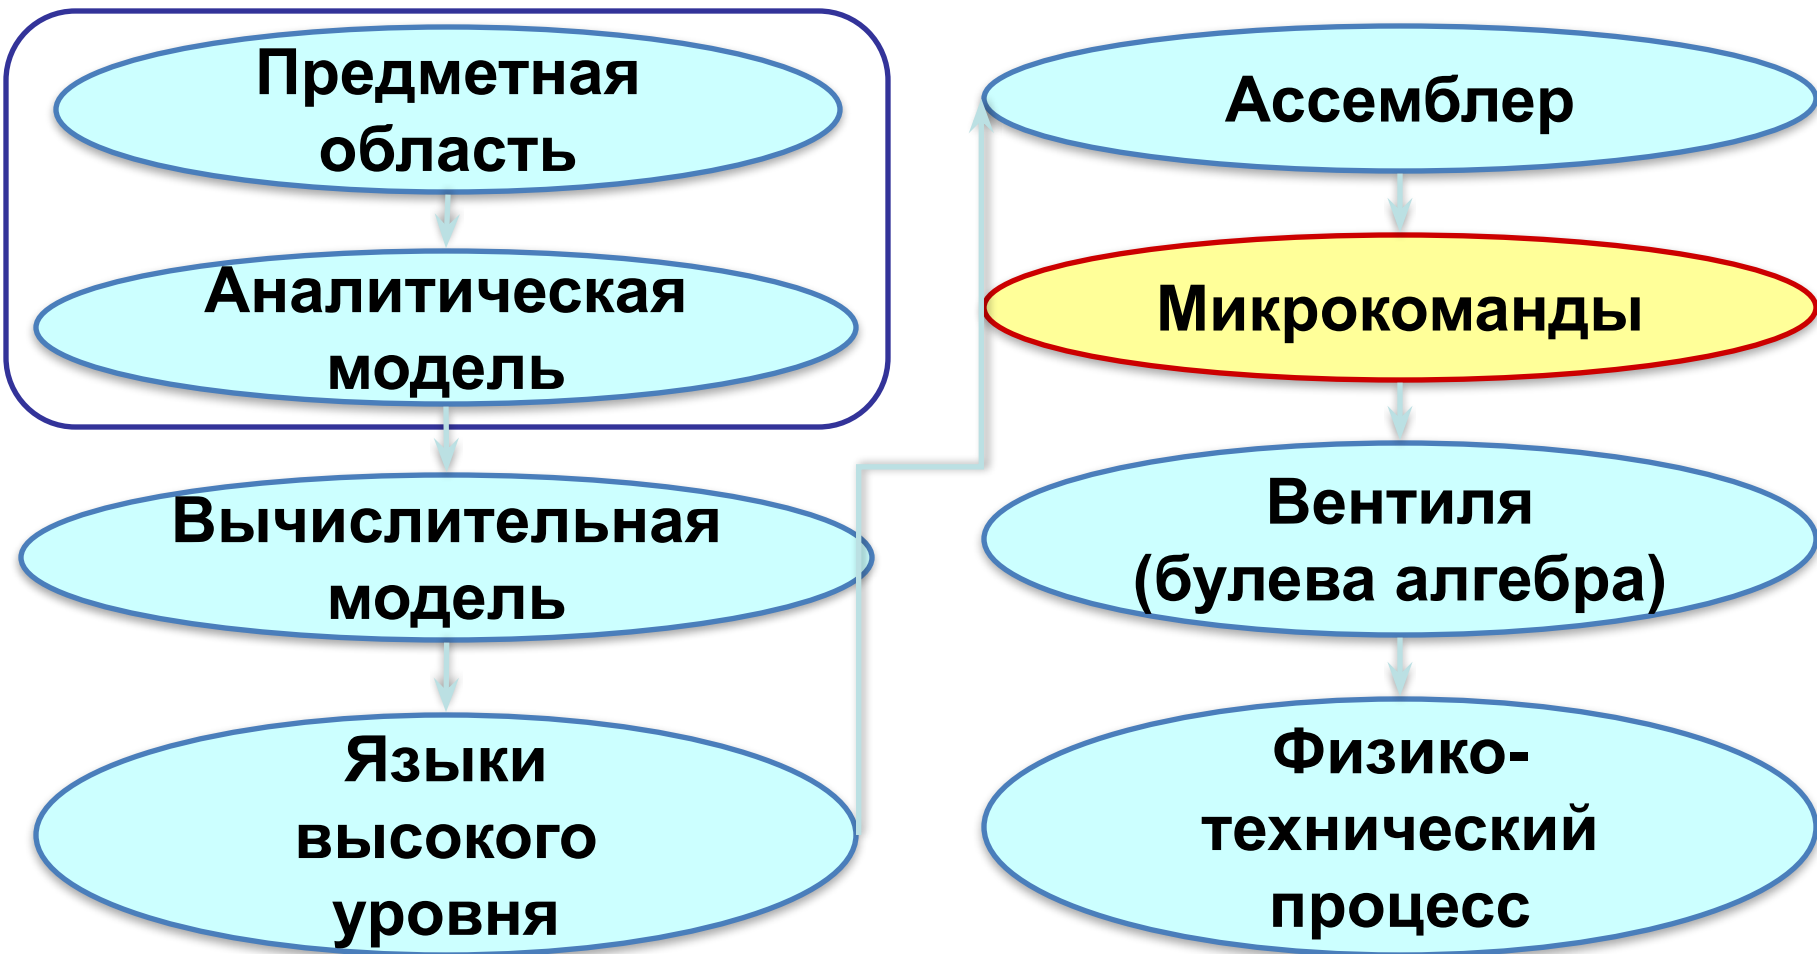 Предметная
область
Аналитическая
модель
Вычислительная
модель
Языки
высокого
уровня
Ассемблер
Микрокоманды
Вентиля
(булева алгебра)
Физико-
технический
процесс